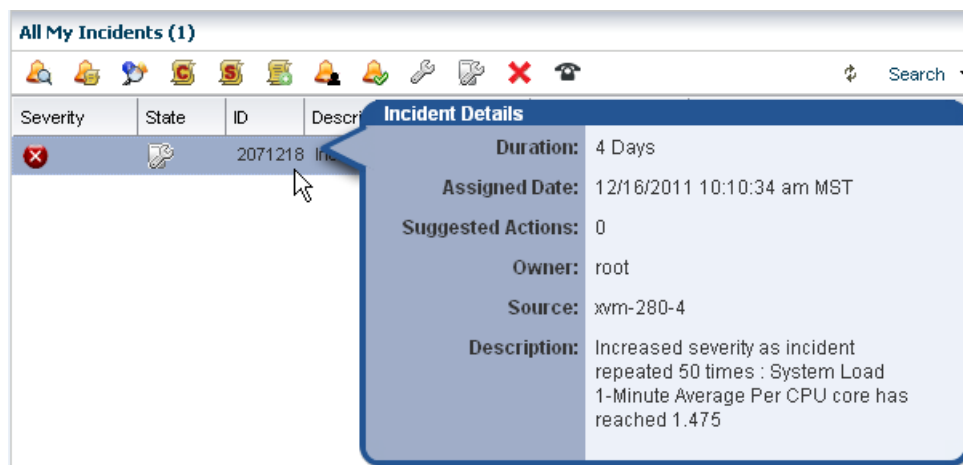 All My Incidents (1)
C S Search
Severity State ID Descri
2071218 In
Incident Details
Duration: 4 Days
Assigned Date: 12/16/2011 10:10:34 am MST
Suggested Actions: 0
Owner: root
Source: xvm-280-4
Description: Increased severity as incident
repeated 50 times : System Load
1-Minute Average Per CPU core has
reached 1.475